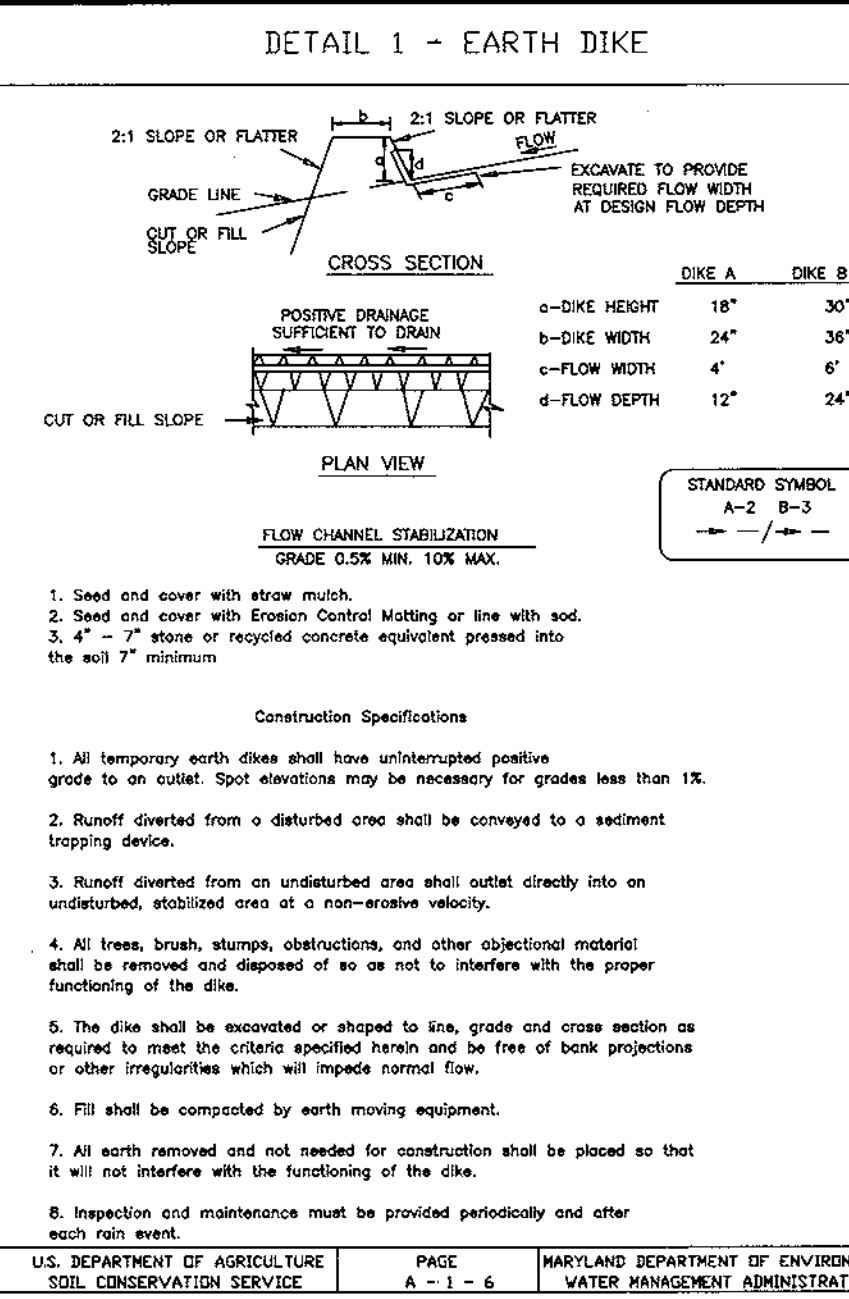 DETAIL 1 - EARTH DIKE
b
2:1 SLOPE OR FLATTER
2:1 SLOPE OR FLATTER
FLOW
a
d
EXCAVATE TO PROVIDE
REQUIRED FLOW WIDTH
AT DESIGN FLOW DEPTH
GRADE LINE
c
CUT OR FILL
SLOPE
CROSS SECTION
DIKE A DIKE B
a-DIKE HEIGHT 18" 30"
b-DIKE WIDTH 24" 36"
c-FLOW WIDTH 4' 6'
d-FLOW DEPTH 12" 24"
POSITIVE DRAINAGE
SUFFICIENT TO DRAIN
CUT OR FILL SLOPE
PLAN VIEW
STANDARD SYMBOL
A-2 B-3
/
FLOW CHANNEL STABILIZATION
GRADE 0.5% MIN. 10% MAX.
1. Seed and cover with straw mulch.
2. Seed and cover with Erosion Control Matting or line with sod.
3. 4" - 7" stone or recycled concrete equivalent pressed into
the soil 7" minimum
Construction Specifications
1. All temporary earth dikes shall have uninterrupted positive
grade to an outlet. Spot elevations may be necessary for grades less than 1%.
2. Runoff diverted from a disturbed area shall be conveyed to a sediment
trapping device.
3. Runoff diverted from an undisturbed area shall outlet directly into an
undisturbed, stabilized area at a non-erosive velocity.
4. All trees, brush, stumps, obstructions, and other objectional material
shall be removed and disposed of so as not to interfere with the proper
functioning of the dike.
5. The dike shall be excavated or shaped to line, grade and cross section as
required to meet the criteria specified herein and be free of bank projections
or other irregularities which will impede normal flow.
6. Fill shall be compacted by earth moving equipment.
7. All earth removed and not needed for construction shall be placed so that
it will not interfere with the functioning of the dike.
8. Inspection and maintenance must be provided periodically and after
each rain event.
U.S. DEPARTMENT OF AGRICULTURE
SOIL CONSERVATION SERVICE
PAGE
A - 1 - 6
MARYLAND DEPARTMENT OF ENVIRON
WATER MANAGEMENT ADMINISTRAT